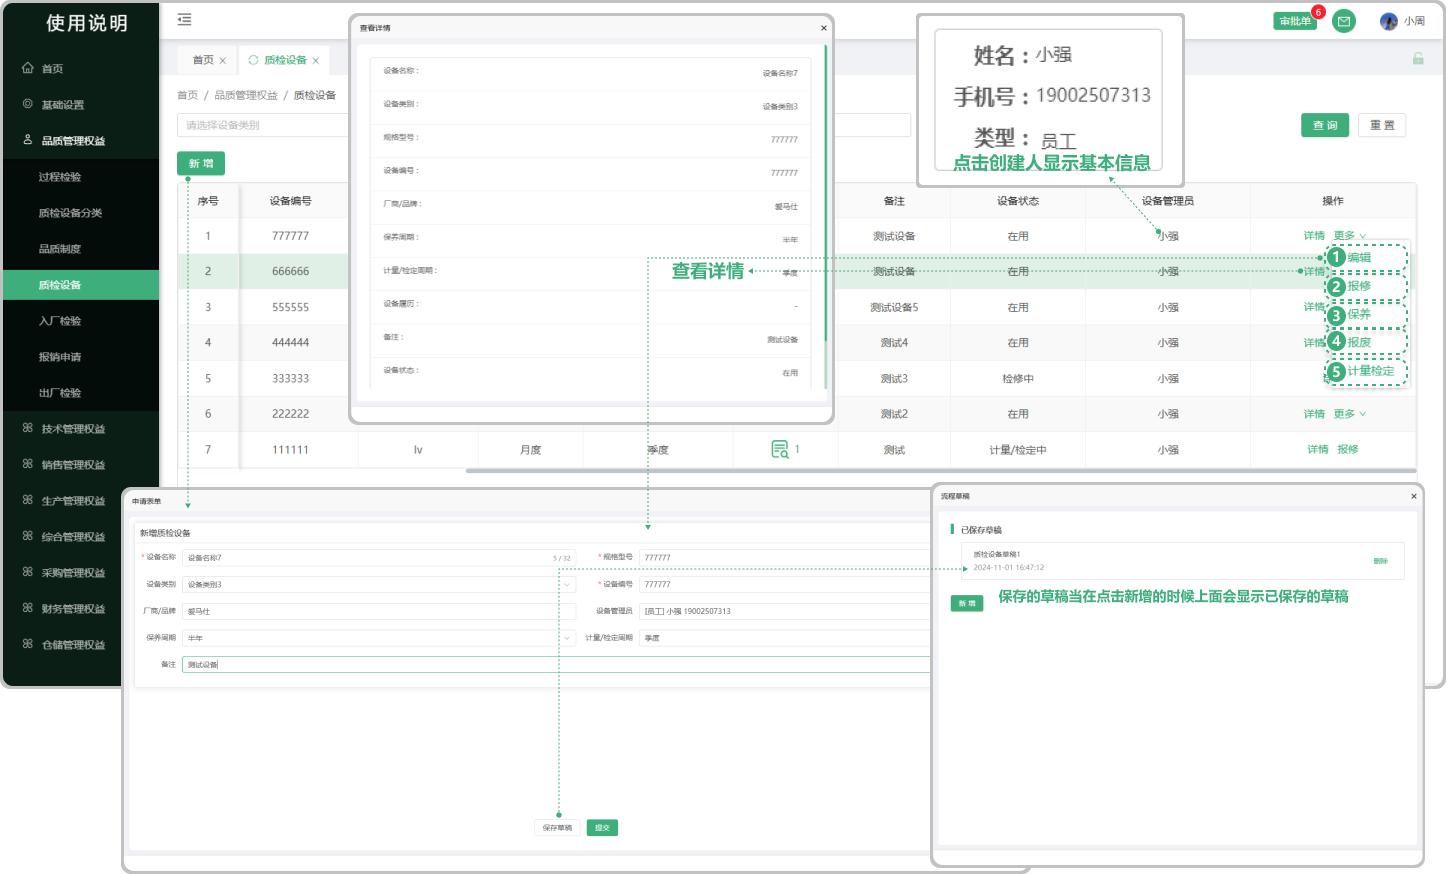 使用说明
首页
基础设置
品质管理权益
过程检验
质检设备分类
品质制度
质检设备
入厂检验
报销申请
出厂检验
技术管理权益
销售管理权益
生产管理权益
综合管理权益
采购管理权益
财务管理权益
仓储管理权益
审批单 6
小周
首页 × 质检设备 ×
首页 / 品质管理权益 / 质检设备
请选择设备类别
查询 重置
新增
序号 设备编号 备注 设备状态 设备管理员 操作
1 777777 测试设备 在用 小强 详情 更多
2 666666 测试设备 在用 小强 详情
3 555555 测试设备5 在用 小强 详情
4 444444 测试4 在用 小强 详情
5 333333 测试3 检修中 小强
6 222222 测试2 在用 小强 详情 更多
7 111111 lv 月度 季度 1 测试 计量/检定中 小强 详情 报修
1 编辑
2 报修
3 保养
4 报废
5 计量检定
查看详情 ×
设备名称: 设备名称7
设备类别: 设备类别3
规格型号: 777777
设备编号: 777777
厂商/品牌: 爱马仕
保养周期: 半年
计量/检定周期: 季度
设备履历: -
备注: 测试设备
设备状态: 在用
查看详情
姓名：小强
手机号：19002507313
类型：员工
点击创建人显示基本信息
申请表单
新增质检设备
* 设备名称 设备名称7 5 / 32 * 规格型号 777777
设备类别 设备类别3 * 设备编号 777777
厂商/品牌 爱马仕 设备管理员 [员工] 小强 19002507313
保养周期 半年 计量/检定周期 季度
备注 测试设备
保存草稿 提交
流程草稿 ×
已保存草稿
质检设备草稿1
2024-11-01 16:47:12
删除
新增
保存的草稿当在点击新增的时候上面会显示已保存的草稿